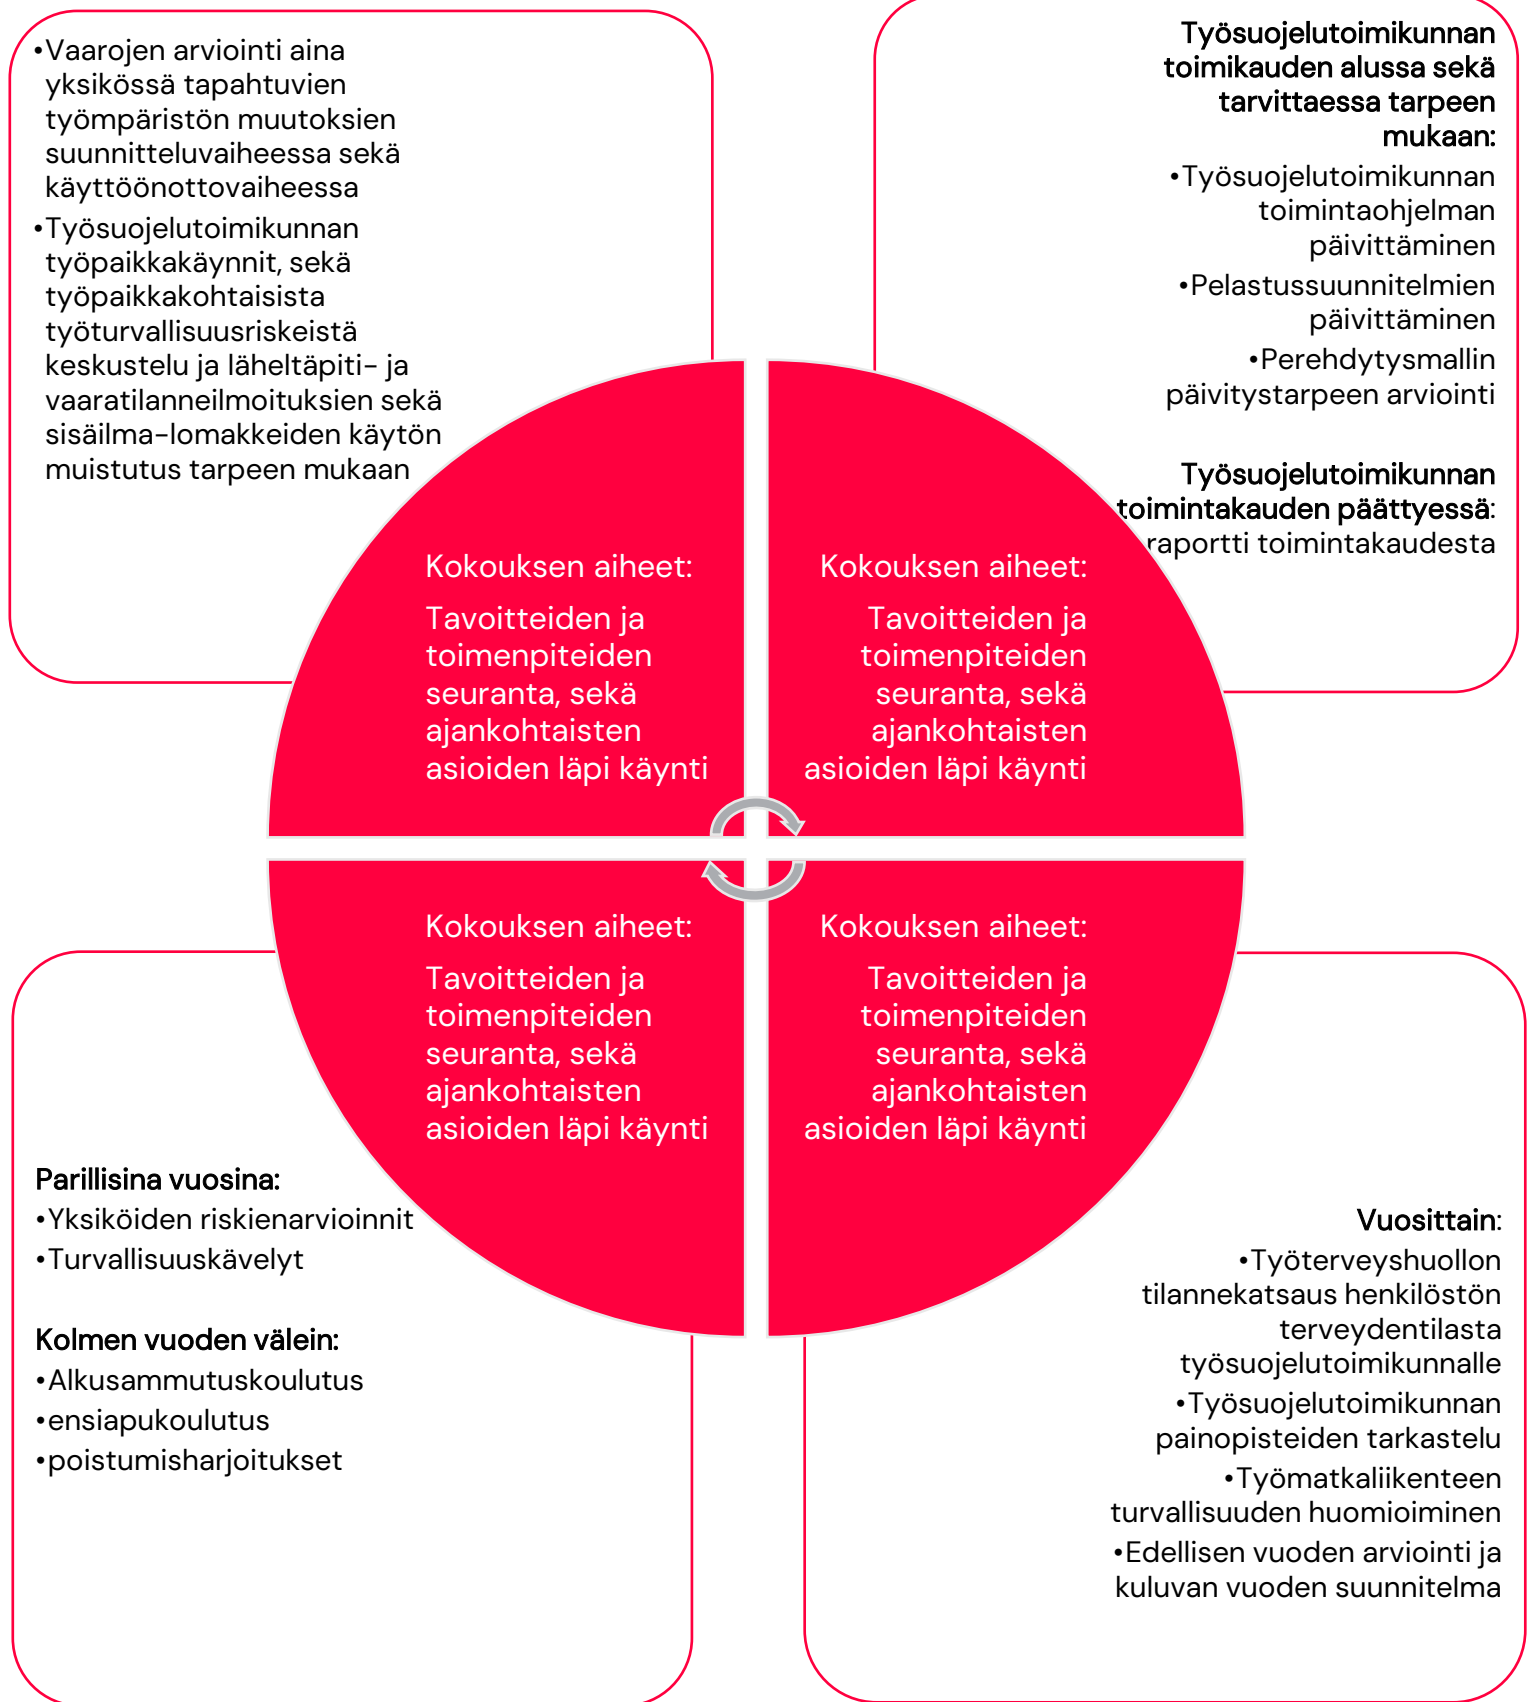 •Vaarojen arviointi aina
yksikössä tapahtuvien
työmpäristön muutoksien
suunnitteluvaiheessa sekä
käyttöönottovaiheessa
•Työsuojelutoimikunnan
työpaikkakäynnit, sekä
työpaikkakohtaisista
työturvallisuusriskeistä
keskustelu ja läheltäpiti- ja
vaaratilanneilmoituksien sekä
sisäilma-lomakkeiden käytön
muistutus tarpeen mukaan
Työsuojelutoimikunnan
toimikauden alussa sekä
tarvittaessa tarpeen
mukaan:
•Työsuojelutoimikunnan
toimintaohjelman
päivittäminen
•Pelastussuunnitelmien
päivittäminen
•Perehdytysmallin
päivitystarpeen arviointi
Työsuojelutoimikunnan
toimintakauden päättyessä:
raportti toimintakaudesta
Kokouksen aiheet:
Tavoitteiden ja
toimenpiteiden
seuranta, sekä
ajankohtaisten
asioiden läpi käynti
Kokouksen aiheet:
Tavoitteiden ja
toimenpiteiden
seuranta, sekä
ajankohtaisten
asioiden läpi käynti
Kokouksen aiheet:
Tavoitteiden ja
toimenpiteiden
seuranta, sekä
ajankohtaisten
asioiden läpi käynti
Kokouksen aiheet:
Tavoitteiden ja
toimenpiteiden
seuranta, sekä
ajankohtaisten
asioiden läpi käynti
Parillisina vuosina:
•Yksiköiden riskienarvioinnit
•Turvallisuuskävelyt
Kolmen vuoden välein:
•Alkusammutuskoulutus
•ensiapukoulutus
•poistumisharjoitukset
Vuosittain:
•Työterveyshuollon
tilannekatsaus henkilöstön
terveydentilasta
työsuojelutoimikunnalle
•Työsuojelutoimikunnan
painopisteiden tarkastelu
•Työmatkaliikenteen
turvallisuuden huomioiminen
•Edellisen vuoden arviointi ja
kuluvan vuoden suunnitelma